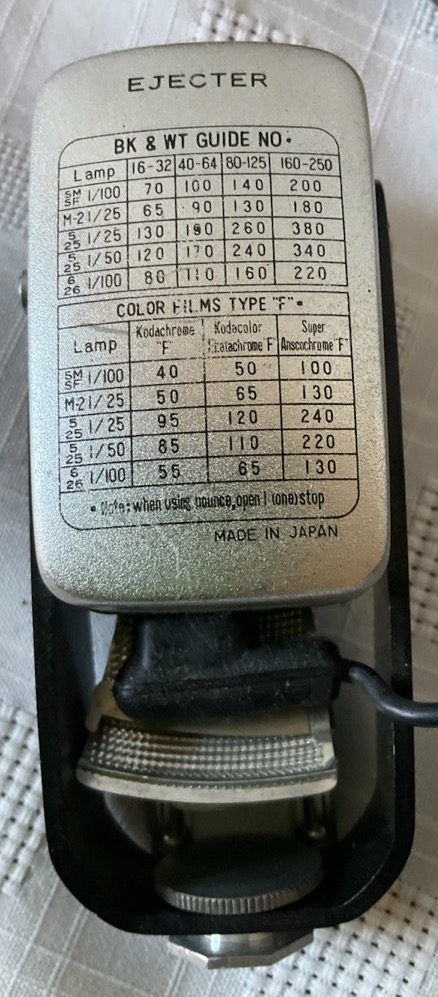 EJECTER
BK & WT GUIDE NO.
Lamp 16-32 40-64 80-125 160-250
SM SF 1/100 70 100 140 200
M-2 1/25 65 90 130 180
5 25 1/25 130 190 260 380
5 25 1/50 120 170 240 340
6 26 1/100 80 110 160 220
COLOR FILMS TYPE "F".
Lamp Kodachrome "F" Kodacolor Ektachrome F Super Anscochrome "F"
SM SF 1/100 40 50 100
M-2 1/25 50 65 130
5 25 1/25 95 120 240
5 25 1/50 85 110 220
6 26 1/100 55 65 130
• Note: when using bounce, open 1 (one) stop
MADE IN JAPAN